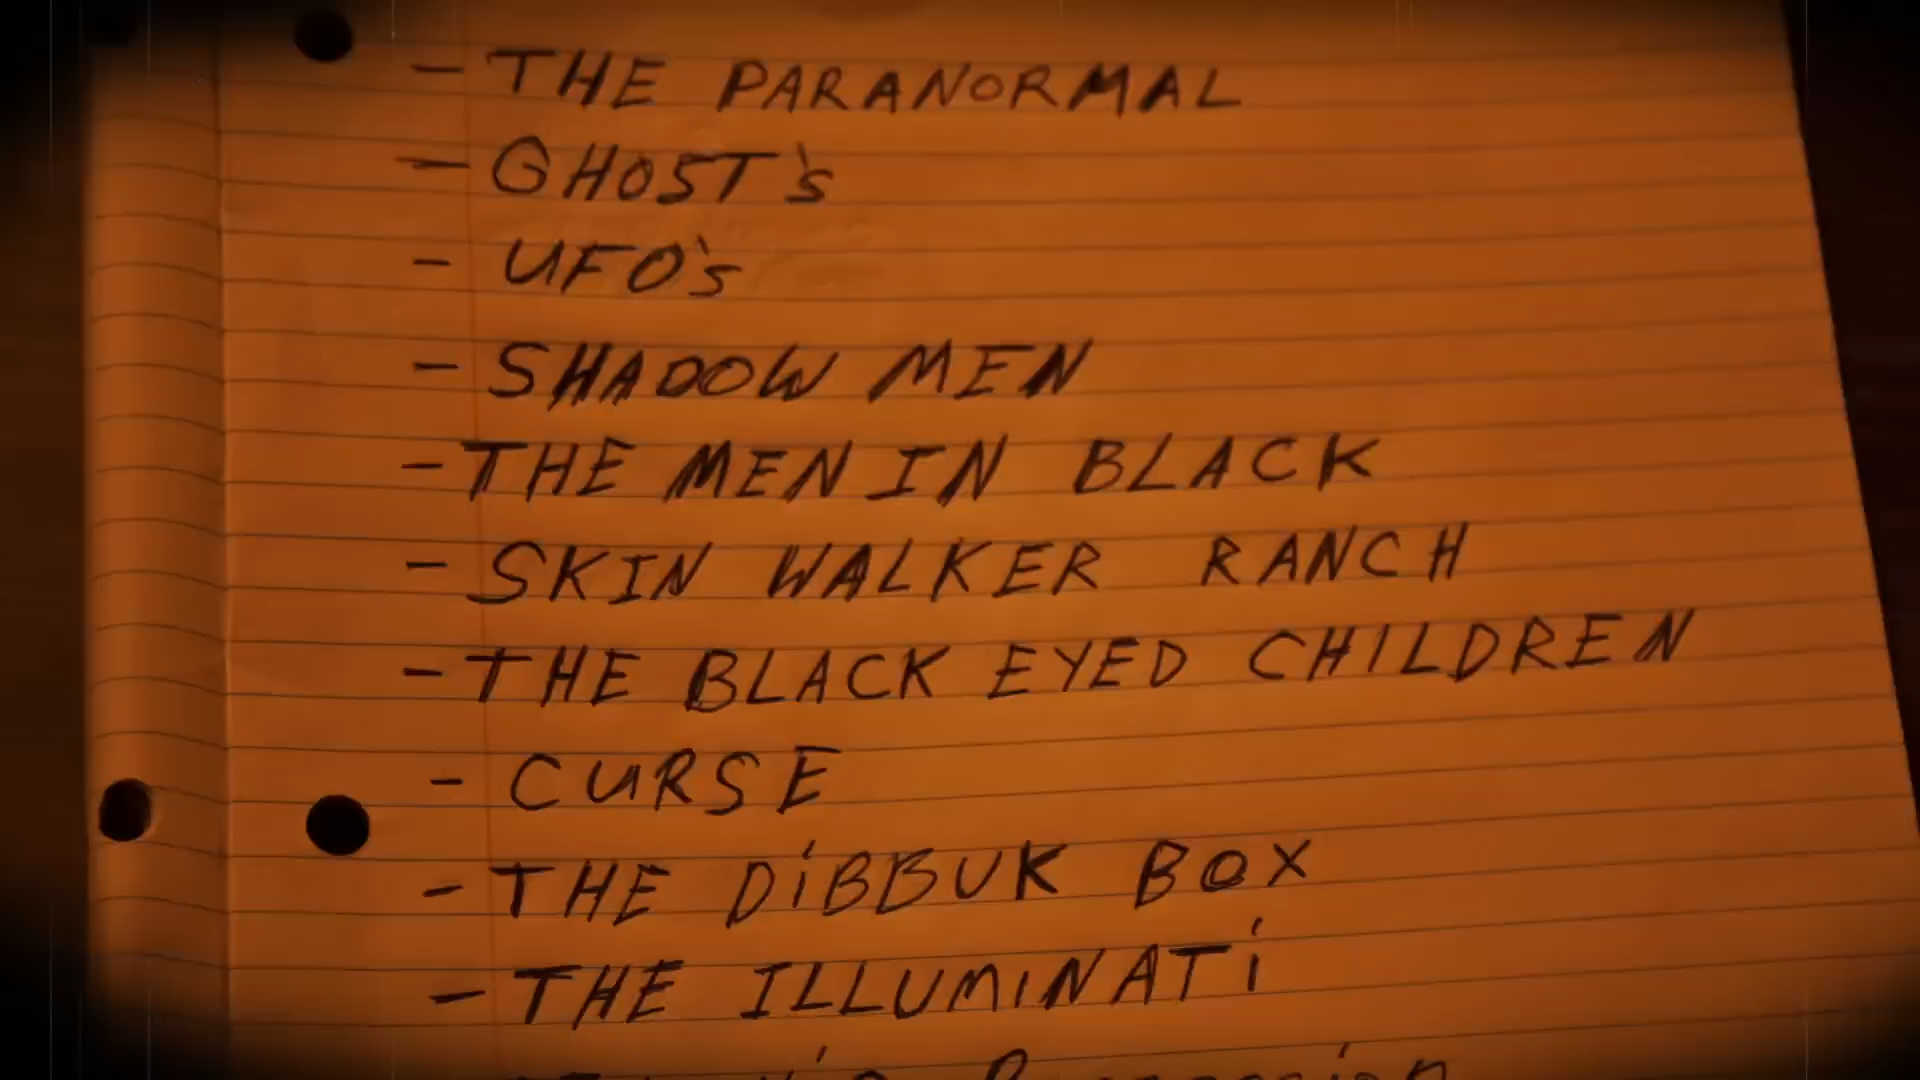 - THE PARANORMAL
- GHOST's
- UFO's
- SHADOW MEN
- THE MEN IN BLACK
- SKIN WALKER RANCH
- THE BLACK EYED CHILDREN
- CURSE
- THE DiBBUK BOX
- THE ILLUMINATi